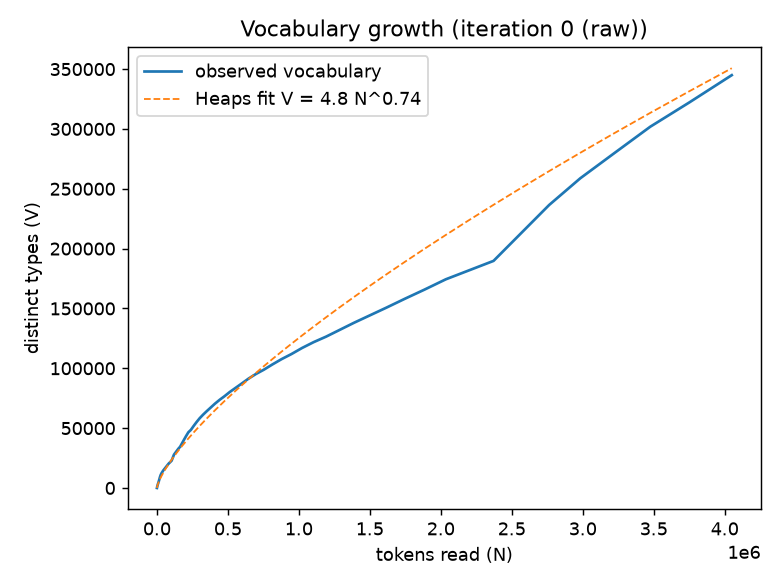 Vocabulary growth (iteration 0 (raw))
observed vocabulary
Heaps fit V = 4.8 N^0.74
distinct types (V)
350000
300000
250000
200000
150000
100000
50000
0
0.0 0.5 1.0 1.5 2.0 2.5 3.0 3.5 4.0
1e6
tokens read (N)